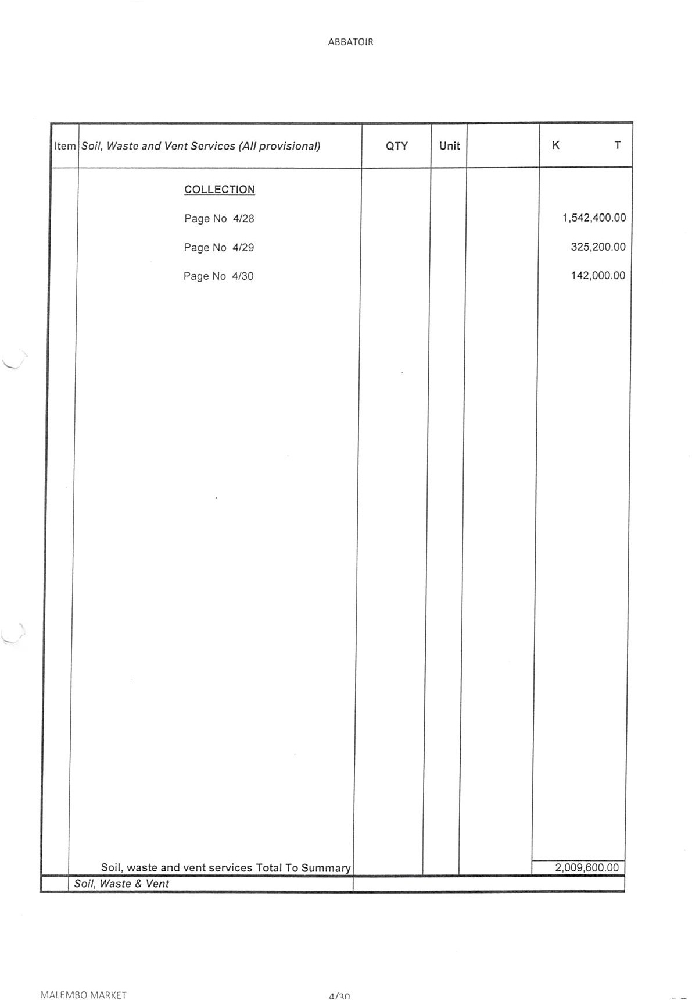 ABBATOIR
Item Soil, Waste and Vent Services (All provisional) QTY Unit K T
COLLECTION
Page No 4/28 1,542,400.00
Page No 4/29 325,200.00
Page No 4/30 142,000.00
Soil, waste and vent services Total To Summary 2,009,600.00
Soil, Waste & Vent
MALEMBO MARKET 4/30